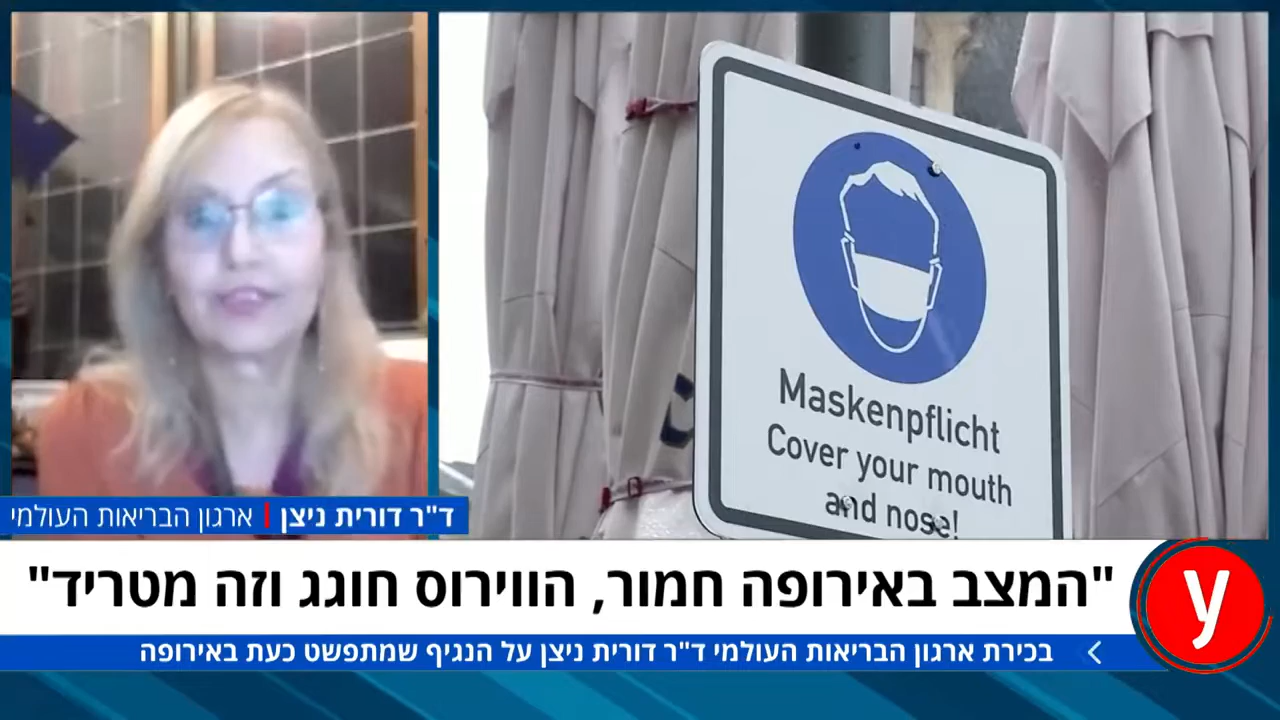 Maskenpflicht
Cover your mouth
and nose!
ד"ר דורית ניצן | ארגון הבריאות העולמי
"המצב באירופה חמור, הווירוס חוגג וזה מטריד"
y
בכירת ארגון הבריאות העולמי ד"ר דורית ניצן על הנגיף שמתפשט כעת באירופה